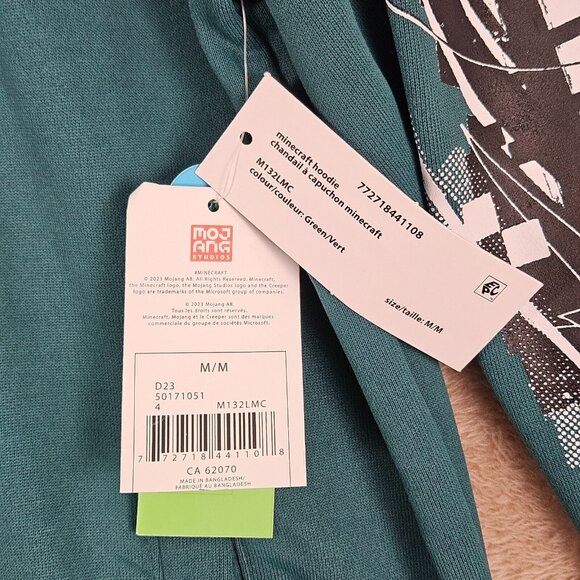 minecraft hoodie
chandail à capuchon minecraft
772718441108
M132LMC
colour/couleur: Green/Vert
size/taille: M/M
MOJ
ANG
STUDIOS
#MINECRAFT
© 2023 Mojang AB. All Rights Reserved. Minecraft,
the Minecraft logo, the Mojang Studios logo and the Creeper
logo are trademarks of the Microsoft group of companies.
© 2023 Mojang AB.
Tous les droits sont réservés.
Minecraft, Mojang et le Creeper sont des marques
commerciale du groupe de sociétés Microsoft.
M/M
D23
50171051
4 M132LMC
7 72718 44110 8
CA 62070
MADE IN BANGLADESH/
FABRIQUÉ AU BANGLADESH